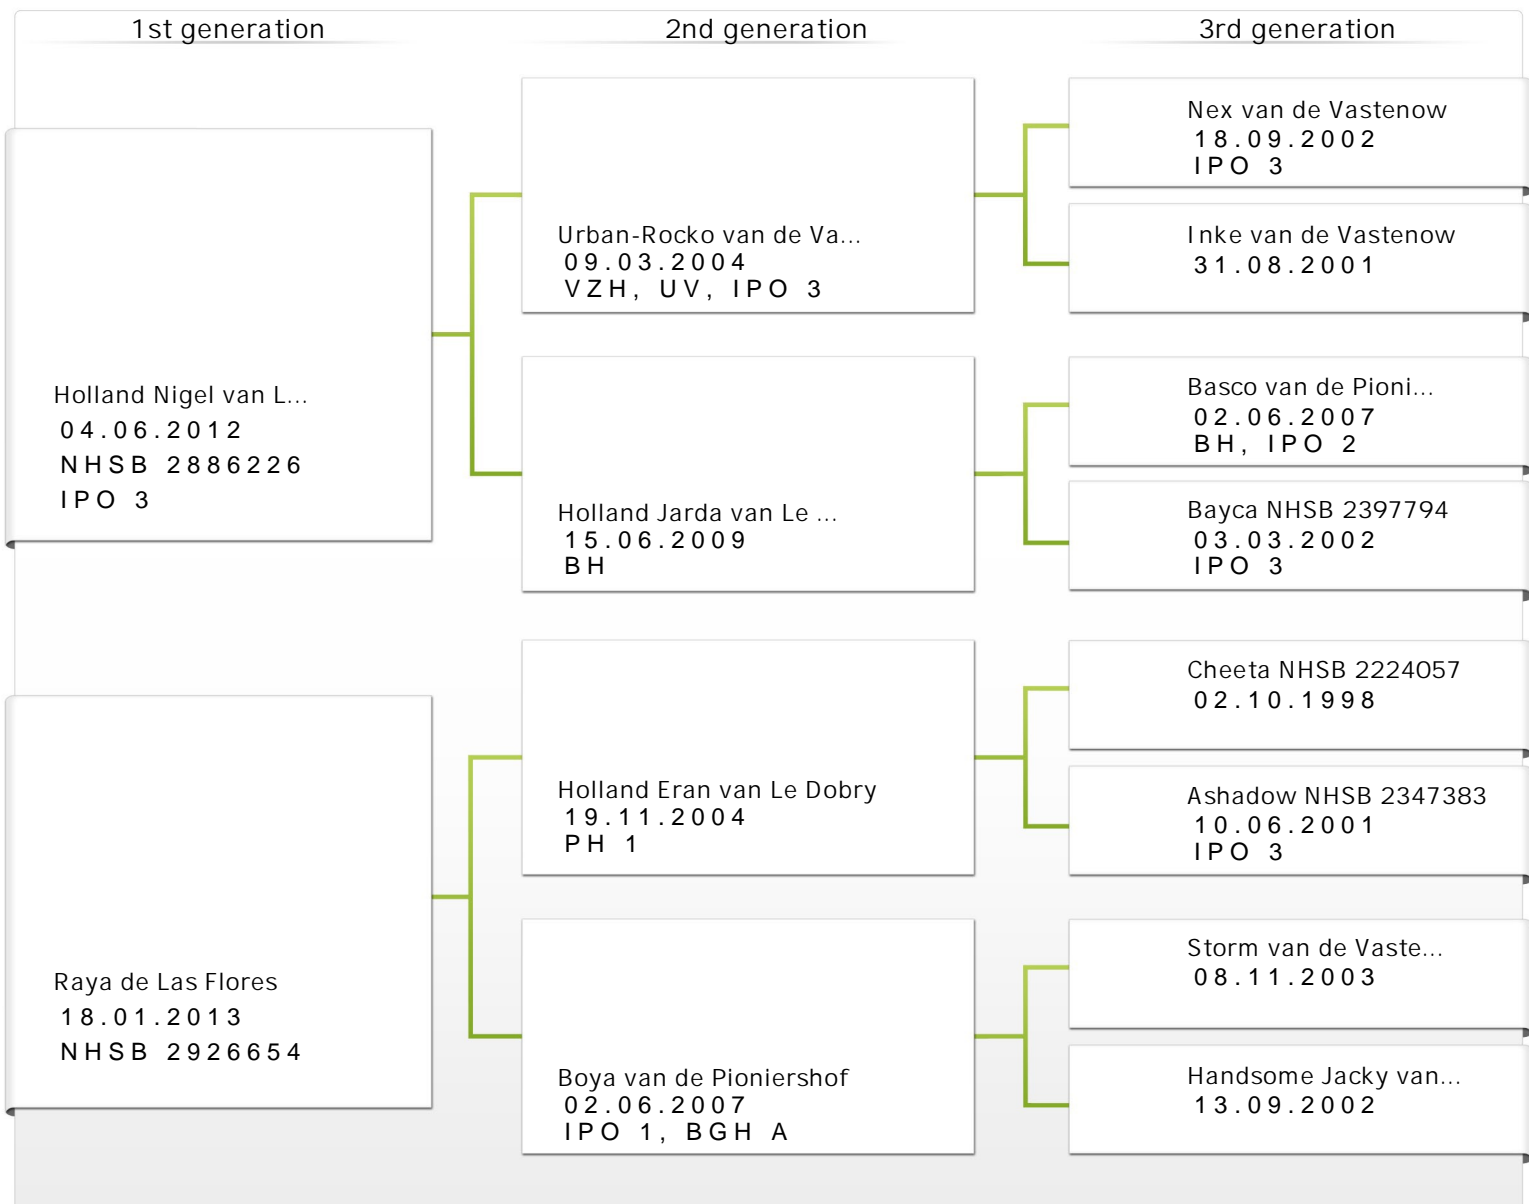 1st generation
2nd generation
3rd generation
Holland Nigel van L...
04.06.2012
NHSB 2886226
IPO 3
Raya de Las Flores
18.01.2013
NHSB 2926654
Urban-Rocko van de Va...
09.03.2004
VZH, UV, IPO 3
Holland Jarda van Le ...
15.06.2009
BH
Holland Eran van Le Dobry
19.11.2004
PH 1
Boya van de Pioniershof
02.06.2007
IPO 1, BGH A
Nex van de Vastenow
18.09.2002
IPO 3
Inke van de Vastenow
31.08.2001
Basco van de Pioni...
02.06.2007
BH, IPO 2
Bayca NHSB 2397794
03.03.2002
IPO 3
Cheeta NHSB 2224057
02.10.1998
Ashadow NHSB 2347383
10.06.2001
IPO 3
Storm van de Vaste...
08.11.2003
Handsome Jacky van...
13.09.2002